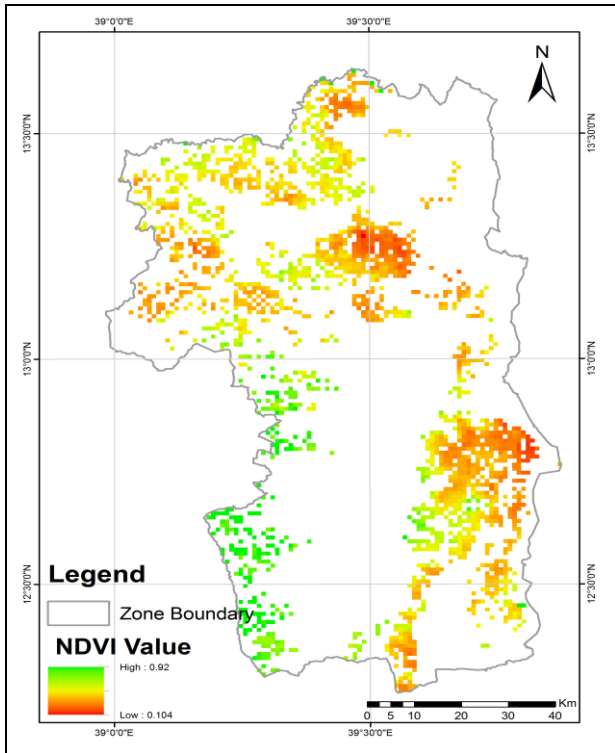 39°0'0"E 39°30'0"E
N
13°30'0"N 13°30'0"N
13°0'0"N 13°0'0"N
12°30'0"N 12°30'0"N
Legend
Zone Boundary
NDVI Value
High : 0.92
Low : 0.104
Km
0 5 10 20 30 40
39°0'0"E 39°30'0"E